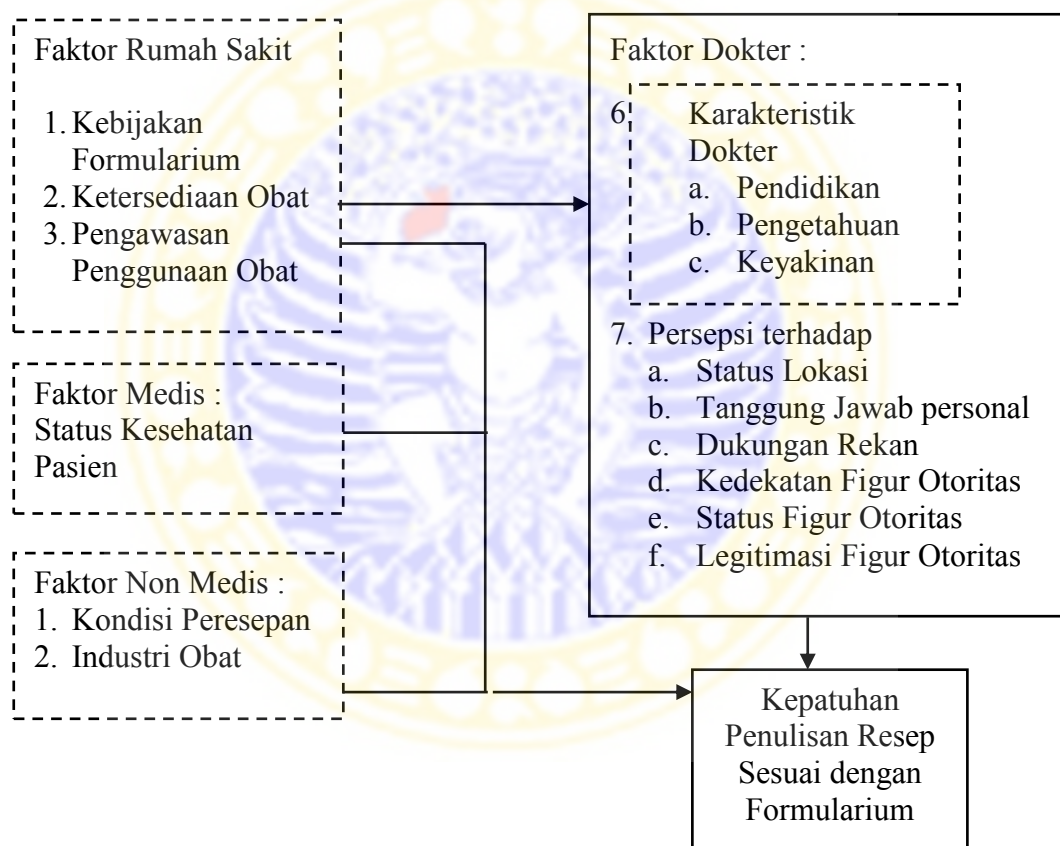 Faktor Rumah Sakit
1. Kebijakan
Formularium
2. Ketersediaan Obat
3. Pengawasan
Penggunaan Obat
Faktor Medis :
Status Kesehatan
Pasien
Faktor Non Medis :
1. Kondisi Peresepan
2. Industri Obat
Faktor Dokter :
6. Karakteristik
Dokter
a. Pendidikan
b. Pengetahuan
c. Keyakinan
7. Persepsi terhadap
a. Status Lokasi
b. Tanggung Jawab personal
c. Dukungan Rekan
d. Kedekatan Figur Otoritas
e. Status Figur Otoritas
f. Legitimasi Figur Otoritas
Kepatuhan
Penulisan Resep
Sesuai dengan
Formularium